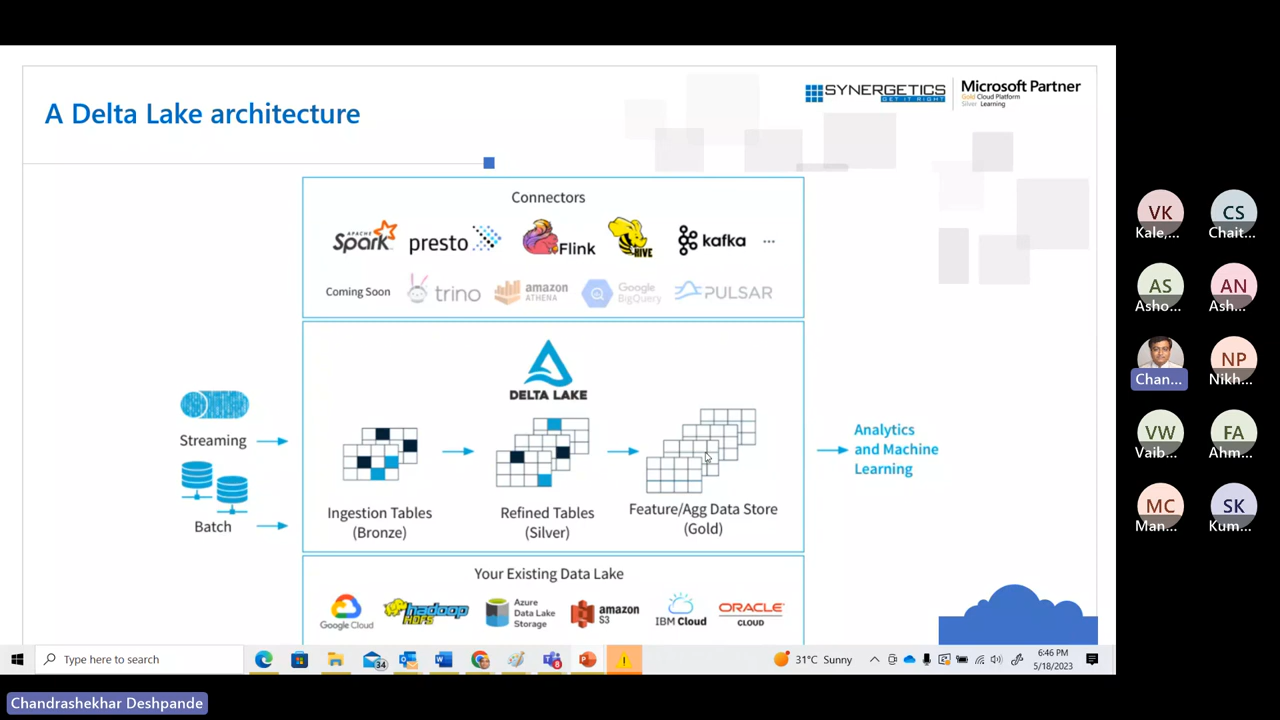 A Delta Lake architecture
SYNERGETICS
GET IT RIGHT
Microsoft Partner
Gold Cloud Platform
Silver Learning
Connectors
APACHE Spark
presto
Flink
HIVE
kafka
...
Coming Soon
trino
amazon ATHENA
Google BigQuery
PULSAR
DELTA LAKE
Streaming
Batch
Ingestion Tables
(Bronze)
Refined Tables
(Silver)
Feature/Agg Data Store
(Gold)
Analytics
and Machine
Learning
Your Existing Data Lake
Google Cloud
hadoop
HDFS
Azure
Data Lake
Storage
amazon
S3
IBM Cloud
ORACLE
CLOUD
VK
Kale,...
CS
Chait...
AS
Asho...
AN
Ash...
Chan...
NP
Nikh...
VW
Vaib...
FA
Ahm...
MC
Man...
SK
Kum...
Type here to search
34
8
31°C Sunny
6:46 PM
5/18/2023
Chandrashekhar Deshpande